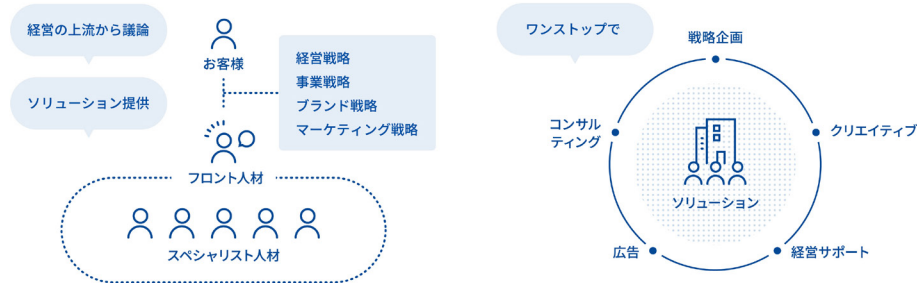 経営の上流から議論
ソリューション提供
お客様
経営戦略
事業戦略
ブランド戦略
マーケティング戦略
フロント人材
スペシャリスト人材
ワンストップで
戦略企画
コンサル
ティング
クリエイティブ
ソリューション
広告
経営サポート